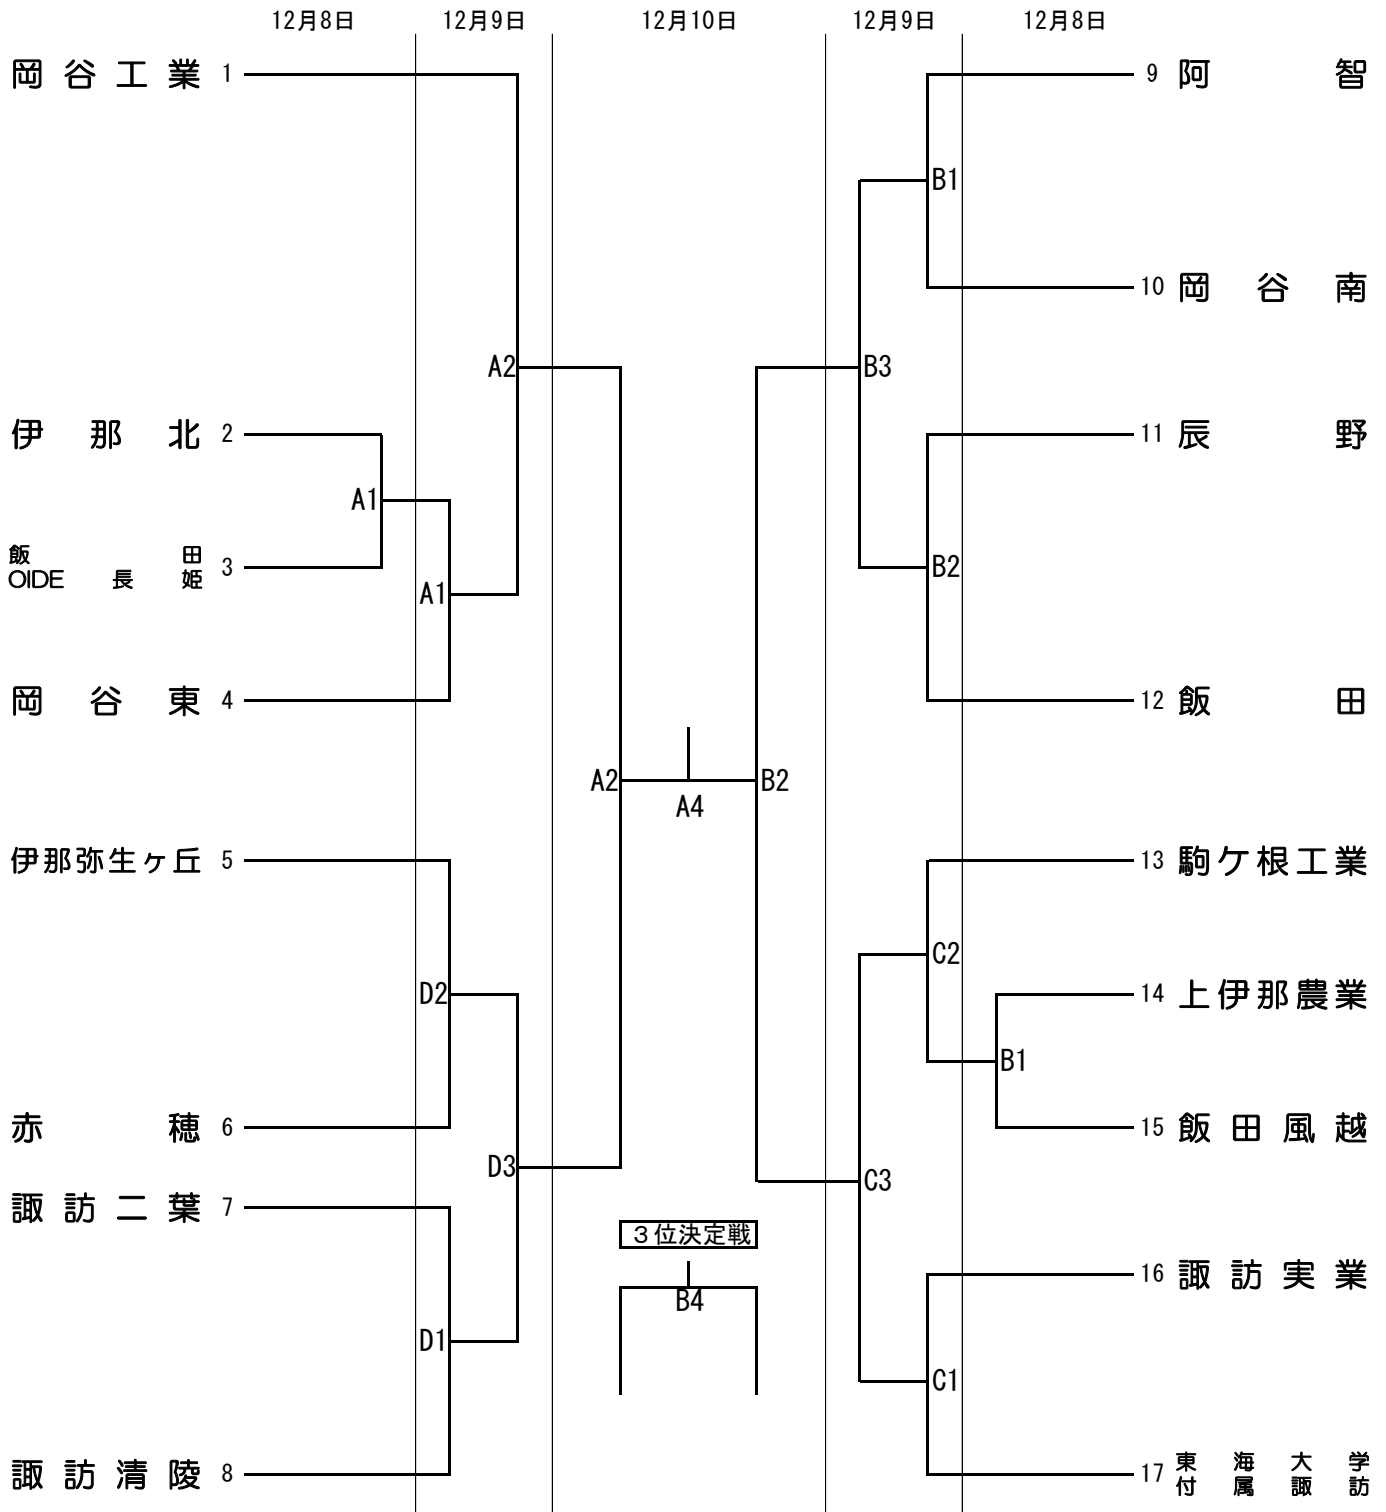 12月8日 12月9日 12月10日 12月9日 12月8日
岡谷工業 1
A2
伊那北 2
A1
飯田
OIDE長姫 3
A1
岡谷東 4
A2
伊那弥生ヶ丘 5
D2
赤穂 6
D3
諏訪二葉 7
D1
諏訪清陵 8
A4
3位決定戦
B4
9 阿智
B1
10 岡谷南
B3
11 辰野
B2
12 飯田
B2
13 駒ケ根工業
C2
14 上伊那農業
B1
15 飯田風越
C3
16 諏訪実業
C1
17 東海大学
付属諏訪